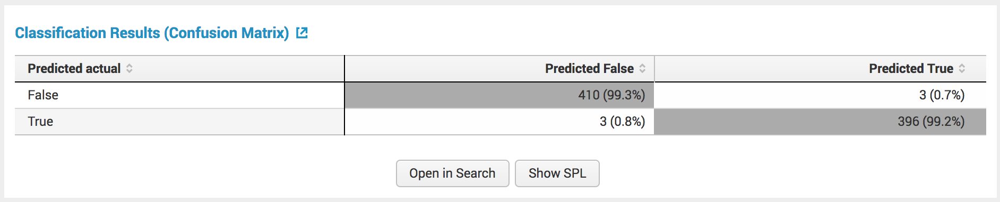 Classification Results (Confusion Matrix)
Predicted actual Predicted False Predicted True
False 410 (99.3%) 3 (0.7%)
True 3 (0.8%) 396 (99.2%)
Open in Search Show SPL